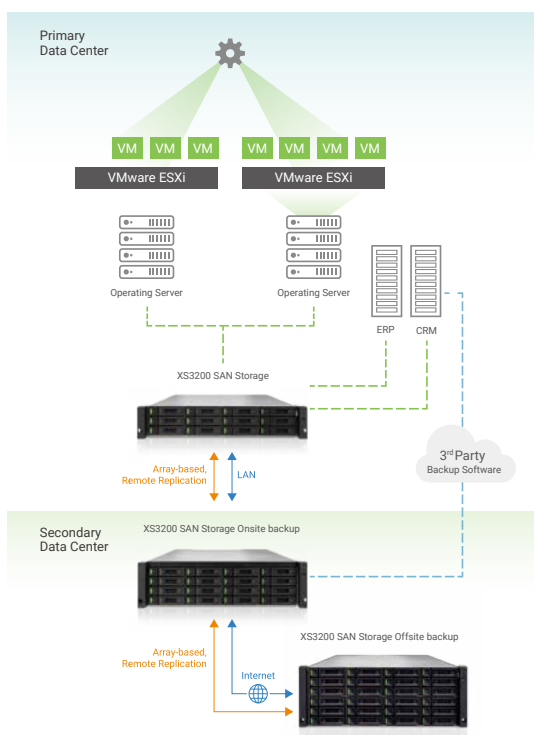 Primary
Data Center
VM VM VM VM VM VM VM
VMware ESXi VMware ESXi
Operating Server Operating Server
ERP CRM
XS3200 SAN Storage
3rd Party
Backup Software
Array-based,
Remote Replication
LAN
Secondary
Data Center
XS3200 SAN Storage Onsite backup
XS3200 SAN Storage Offsite backup
Array-based,
Remote Replication
Internet